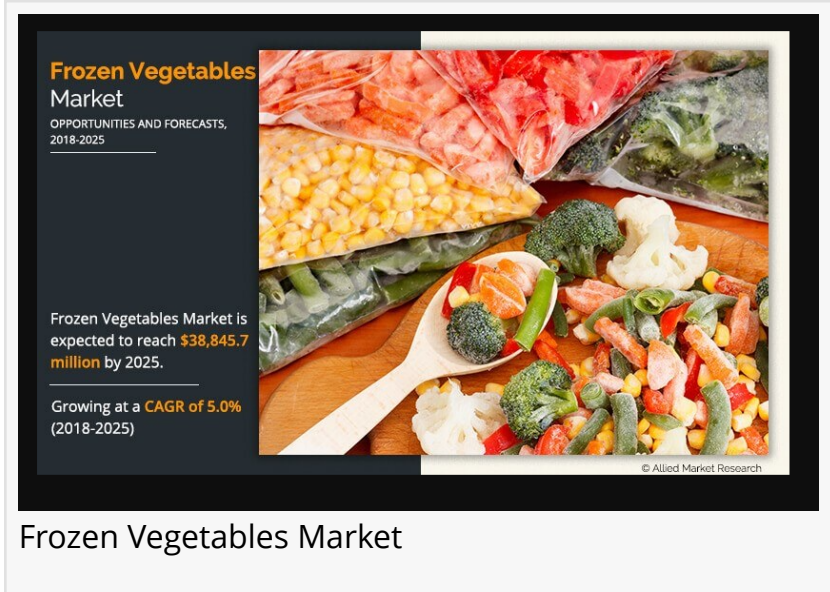 Frozen Vegetables
Market
OPPORTUNITIES AND FORECASTS,
2018-2025
Frozen Vegetables Market is
expected to reach $38,845.7
million by 2025.
Growing at a CAGR of 5.0%
(2018-2025)
© Allied Market Research
Frozen Vegetables Market